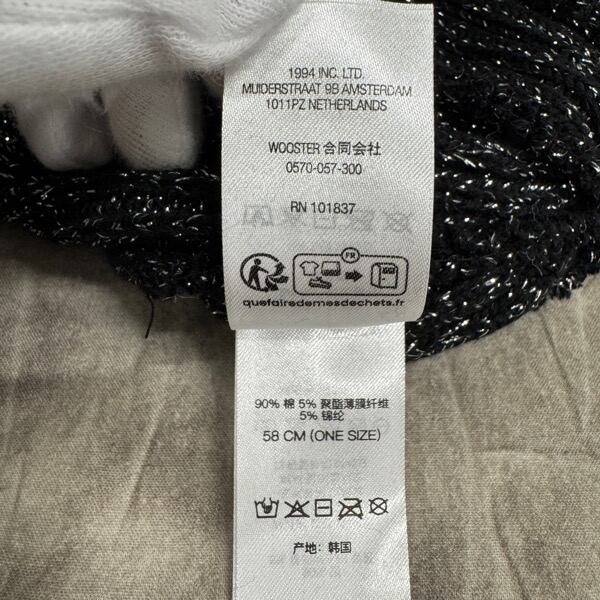 1994 INC. LTD.
MUIDERSTRAAT 9B AMSTERDAM
1011PZ NETHERLANDS
WOOSTER 合同会社
0570-057-300
RN 101837
FR
quefairedemesdechets.fr
90% 棉 5% 聚酯薄膜纤维
5% 锦纶
58 CM (ONE SIZE)
产地: 韩国